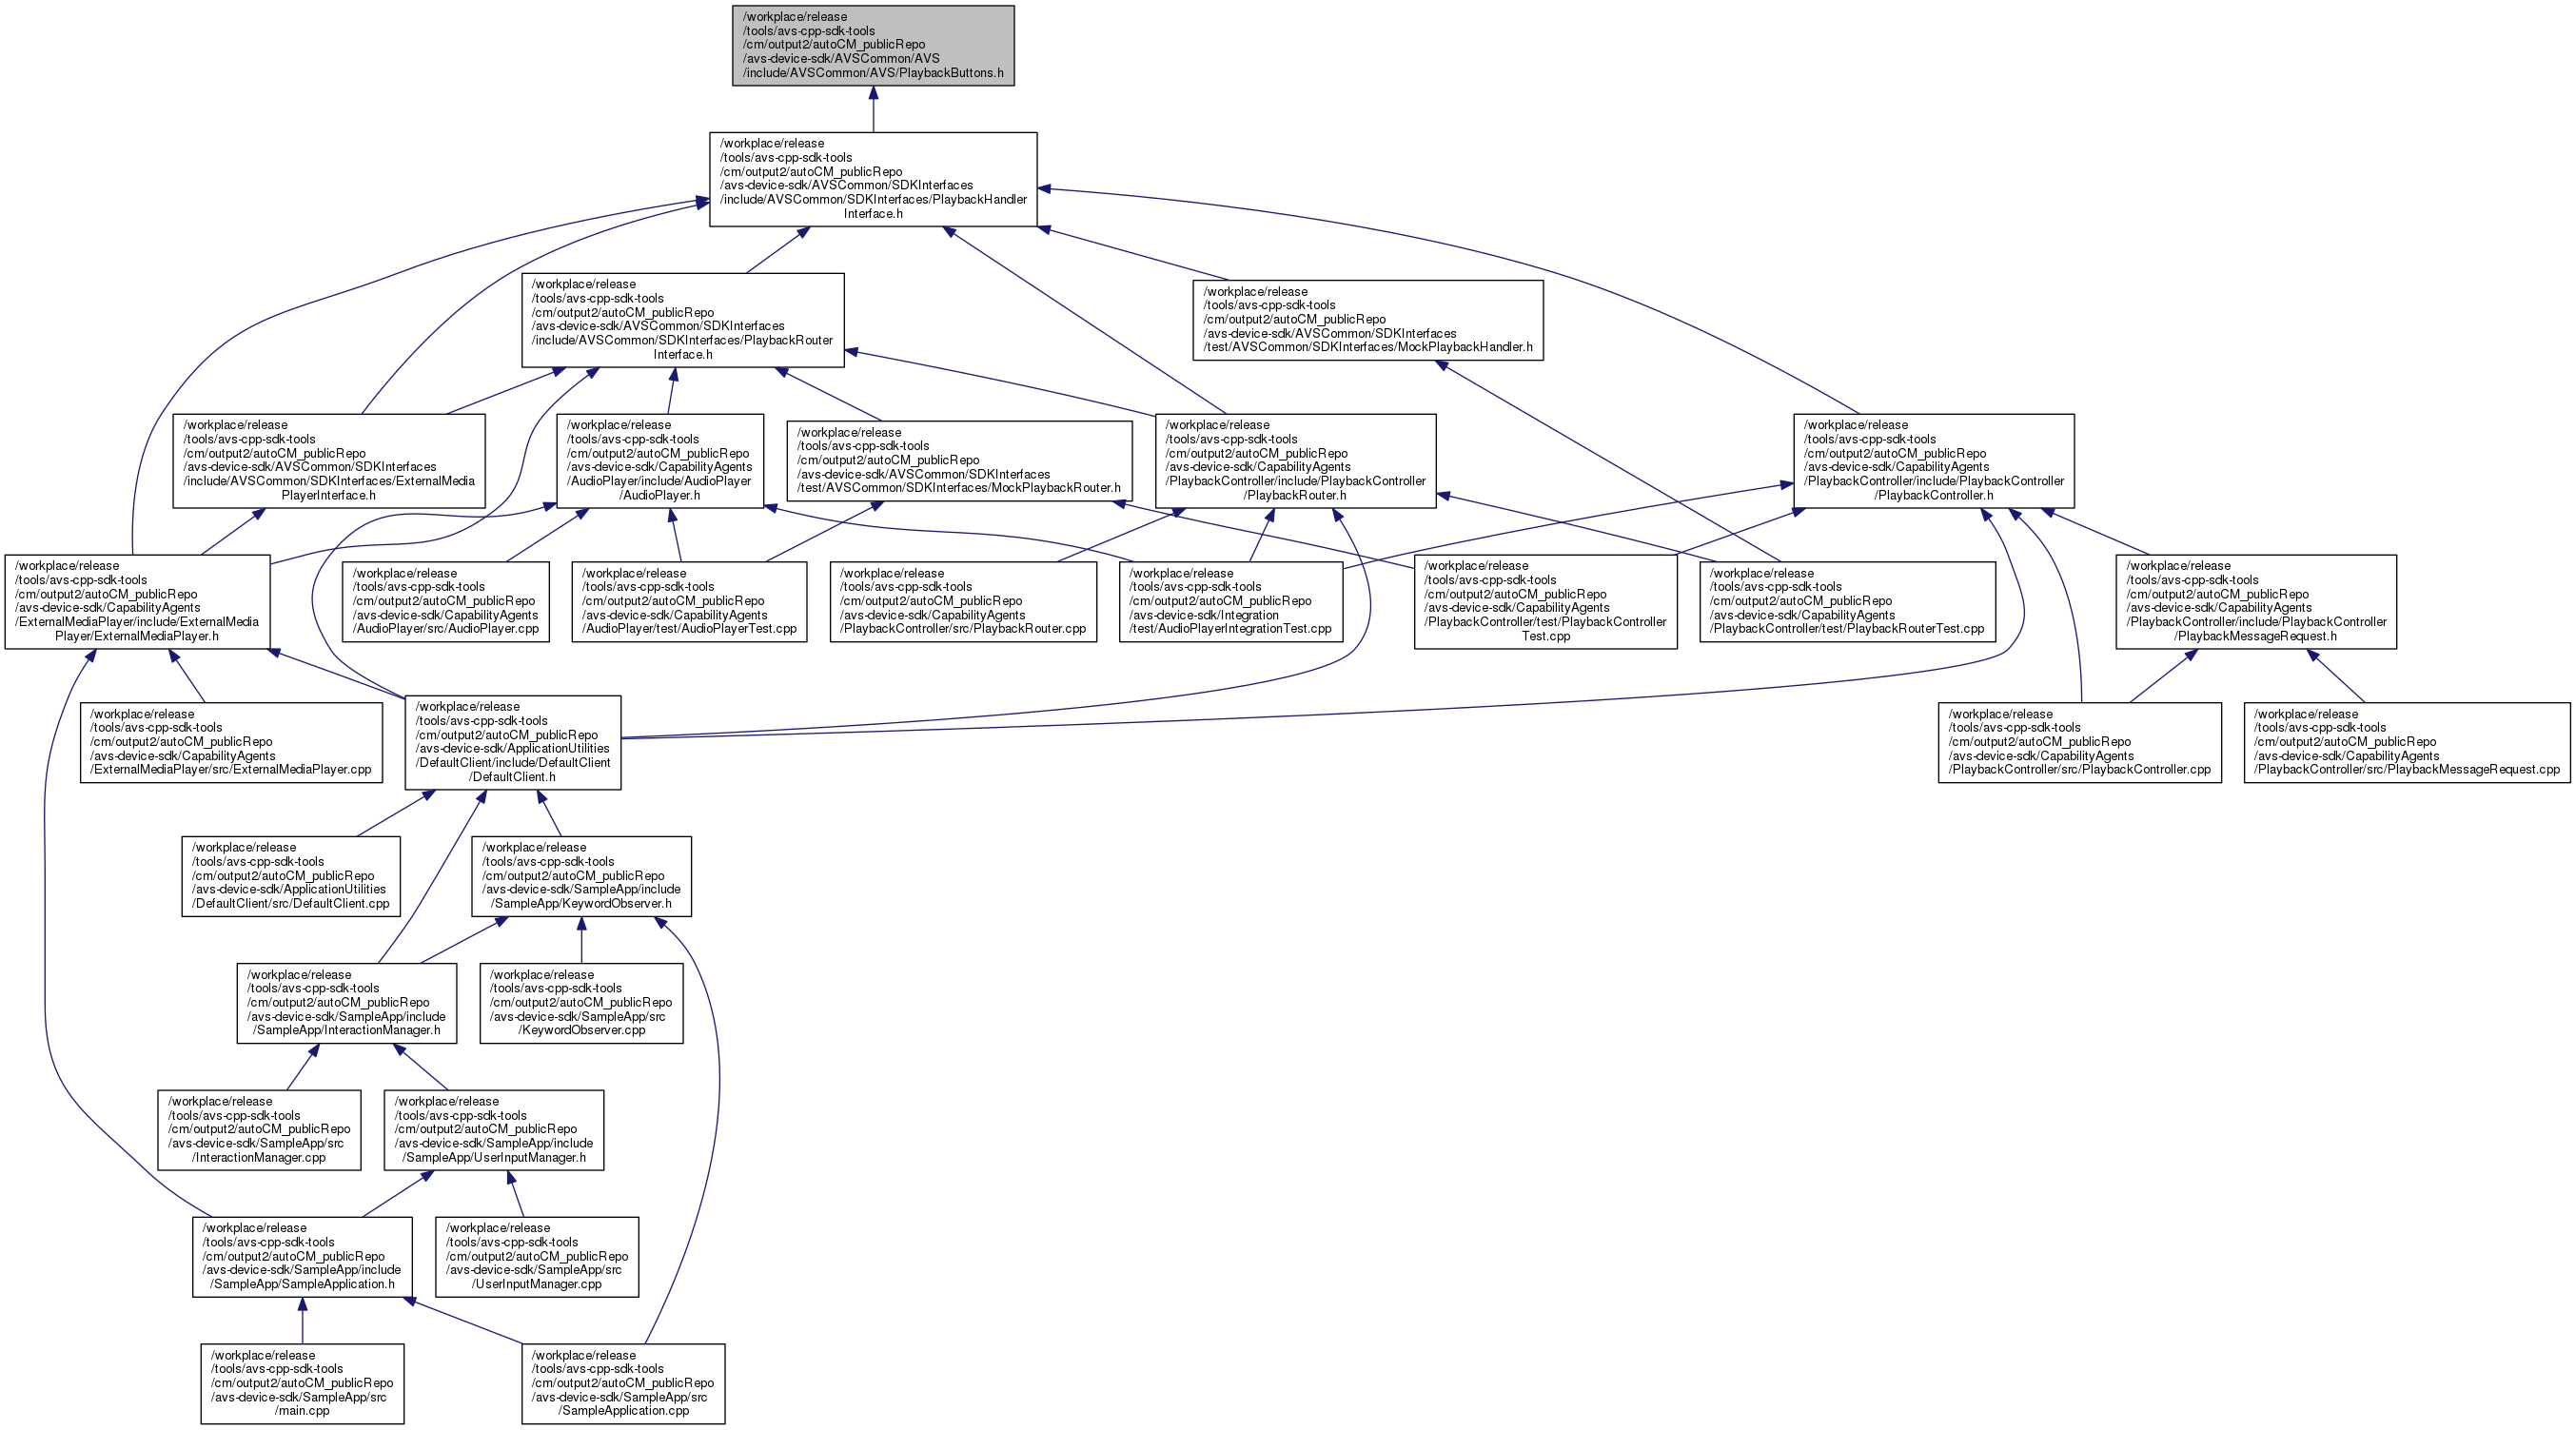 /workplace/release
/tools/avs-cpp-sdk-tools
/cm/output2/autoCM_publicRepo
/avs-device-sdk/AVSCommon/AVS
/include/AVSCommon/AVS/PlaybackButtons.h
/workplace/release
/tools/avs-cpp-sdk-tools
/cm/output2/autoCM_publicRepo
/avs-device-sdk/AVSCommon/SDKInterfaces
/include/AVSCommon/SDKInterfaces/PlaybackHandler
Interface.h
/workplace/release
/tools/avs-cpp-sdk-tools
/cm/output2/autoCM_publicRepo
/avs-device-sdk/AVSCommon/SDKInterfaces
/include/AVSCommon/SDKInterfaces/PlaybackRouter
Interface.h
/workplace/release
/tools/avs-cpp-sdk-tools
/cm/output2/autoCM_publicRepo
/avs-device-sdk/AVSCommon/SDKInterfaces
/test/AVSCommon/SDKInterfaces/MockPlaybackHandler.h
/workplace/release
/tools/avs-cpp-sdk-tools
/cm/output2/autoCM_publicRepo
/avs-device-sdk/AVSCommon/SDKInterfaces
/include/AVSCommon/SDKInterfaces/ExternalMedia
PlayerInterface.h
/workplace/release
/tools/avs-cpp-sdk-tools
/cm/output2/autoCM_publicRepo
/avs-device-sdk/CapabilityAgents
/AudioPlayer/include/AudioPlayer
/AudioPlayer.h
/workplace/release
/tools/avs-cpp-sdk-tools
/cm/output2/autoCM_publicRepo
/avs-device-sdk/AVSCommon/SDKInterfaces
/test/AVSCommon/SDKInterfaces/MockPlaybackRouter.h
/workplace/release
/tools/avs-cpp-sdk-tools
/cm/output2/autoCM_publicRepo
/avs-device-sdk/CapabilityAgents
/PlaybackController/include/PlaybackController
/PlaybackRouter.h
/workplace/release
/tools/avs-cpp-sdk-tools
/cm/output2/autoCM_publicRepo
/avs-device-sdk/CapabilityAgents
/PlaybackController/include/PlaybackController
/PlaybackController.h
/workplace/release
/tools/avs-cpp-sdk-tools
/cm/output2/autoCM_publicRepo
/avs-device-sdk/CapabilityAgents
/ExternalMediaPlayer/include/ExternalMedia
Player/ExternalMediaPlayer.h
/workplace/release
/tools/avs-cpp-sdk-tools
/cm/output2/autoCM_publicRepo
/avs-device-sdk/CapabilityAgents
/AudioPlayer/src/AudioPlayer.cpp
/workplace/release
/tools/avs-cpp-sdk-tools
/cm/output2/autoCM_publicRepo
/avs-device-sdk/CapabilityAgents
/AudioPlayer/test/AudioPlayerTest.cpp
/workplace/release
/tools/avs-cpp-sdk-tools
/cm/output2/autoCM_publicRepo
/avs-device-sdk/CapabilityAgents
/PlaybackController/src/PlaybackRouter.cpp
/workplace/release
/tools/avs-cpp-sdk-tools
/cm/output2/autoCM_publicRepo
/avs-device-sdk/Integration
/test/AudioPlayerIntegrationTest.cpp
/workplace/release
/tools/avs-cpp-sdk-tools
/cm/output2/autoCM_publicRepo
/avs-device-sdk/CapabilityAgents
/PlaybackController/test/PlaybackController
Test.cpp
/workplace/release
/tools/avs-cpp-sdk-tools
/cm/output2/autoCM_publicRepo
/avs-device-sdk/CapabilityAgents
/PlaybackController/test/PlaybackRouterTest.cpp
/workplace/release
/tools/avs-cpp-sdk-tools
/cm/output2/autoCM_publicRepo
/avs-device-sdk/CapabilityAgents
/PlaybackController/include/PlaybackController
/PlaybackMessageRequest.h
/workplace/release
/tools/avs-cpp-sdk-tools
/cm/output2/autoCM_publicRepo
/avs-device-sdk/CapabilityAgents
/ExternalMediaPlayer/src/ExternalMediaPlayer.cpp
/workplace/release
/tools/avs-cpp-sdk-tools
/cm/output2/autoCM_publicRepo
/avs-device-sdk/ApplicationUtilities
/DefaultClient/include/DefaultClient
/DefaultClient.h
/workplace/release
/tools/avs-cpp-sdk-tools
/cm/output2/autoCM_publicRepo
/avs-device-sdk/CapabilityAgents
/PlaybackController/src/PlaybackController.cpp
/workplace/release
/tools/avs-cpp-sdk-tools
/cm/output2/autoCM_publicRepo
/avs-device-sdk/CapabilityAgents
/PlaybackController/src/PlaybackMessageRequest.cpp
/workplace/release
/tools/avs-cpp-sdk-tools
/cm/output2/autoCM_publicRepo
/avs-device-sdk/ApplicationUtilities
/DefaultClient/src/DefaultClient.cpp
/workplace/release
/tools/avs-cpp-sdk-tools
/cm/output2/autoCM_publicRepo
/avs-device-sdk/SampleApp/include
/SampleApp/KeywordObserver.h
/workplace/release
/tools/avs-cpp-sdk-tools
/cm/output2/autoCM_publicRepo
/avs-device-sdk/SampleApp/include
/SampleApp/InteractionManager.h
/workplace/release
/tools/avs-cpp-sdk-tools
/cm/output2/autoCM_publicRepo
/avs-device-sdk/SampleApp/src
/KeywordObserver.cpp
/workplace/release
/tools/avs-cpp-sdk-tools
/cm/output2/autoCM_publicRepo
/avs-device-sdk/SampleApp/src
/InteractionManager.cpp
/workplace/release
/tools/avs-cpp-sdk-tools
/cm/output2/autoCM_publicRepo
/avs-device-sdk/SampleApp/include
/SampleApp/UserInputManager.h
/workplace/release
/tools/avs-cpp-sdk-tools
/cm/output2/autoCM_publicRepo
/avs-device-sdk/SampleApp/include
/SampleApp/SampleApplication.h
/workplace/release
/tools/avs-cpp-sdk-tools
/cm/output2/autoCM_publicRepo
/avs-device-sdk/SampleApp/src
/UserInputManager.cpp
/workplace/release
/tools/avs-cpp-sdk-tools
/cm/output2/autoCM_publicRepo
/avs-device-sdk/SampleApp/src
/main.cpp
/workplace/release
/tools/avs-cpp-sdk-tools
/cm/output2/autoCM_publicRepo
/avs-device-sdk/SampleApp/src
/SampleApplication.cpp